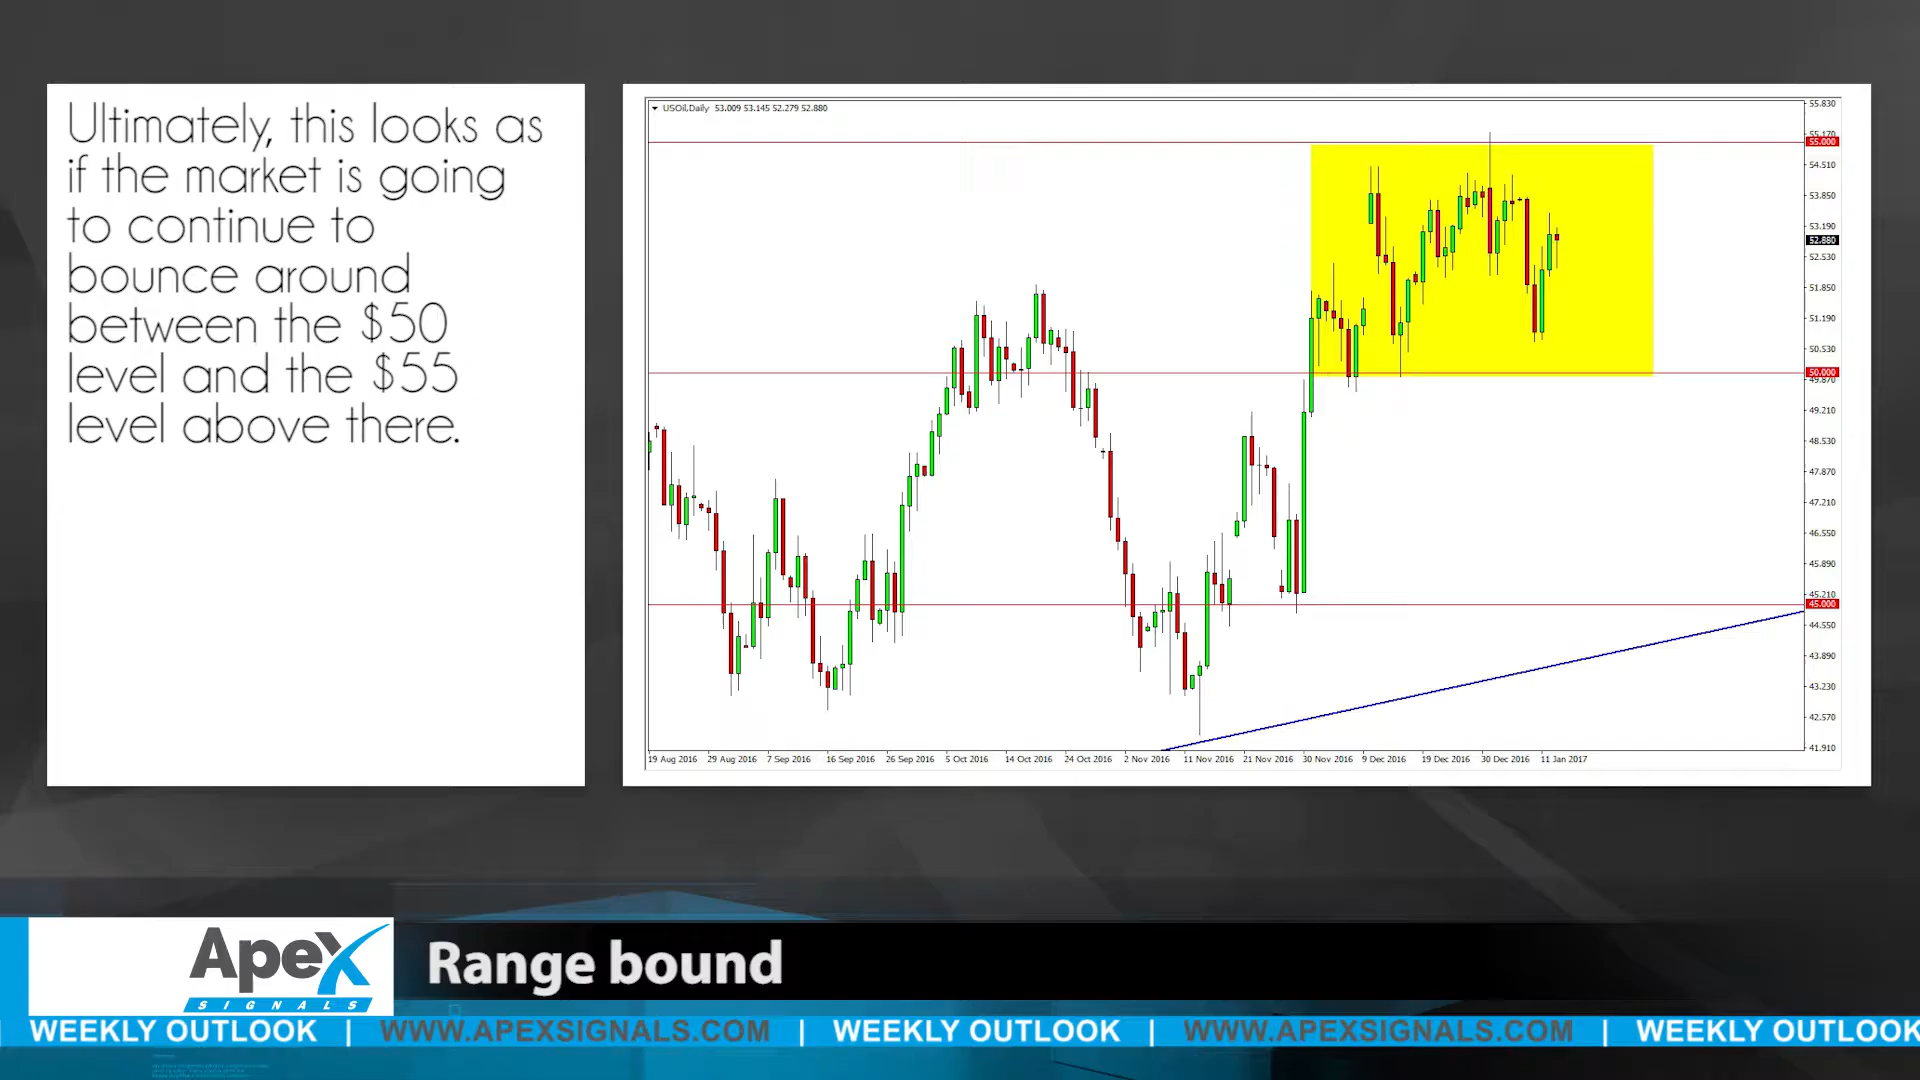 Ultimately, this looks as
if the market is going
to continue to
bounce around
between the $50
level and the $55
level above there.
USOil,Daily 53.009 53.145 52.279 52.880
55.830
55.170
55.000
54.510
53.850
53.190
52.880
52.530
51.850
51.190
50.530
50.000
49.870
49.210
48.530
47.870
47.210
46.550
45.890
45.210
45.000
44.550
43.890
43.230
42.570
41.910
19 Aug 2016 29 Aug 2016 7 Sep 2016 16 Sep 2016 26 Sep 2016 5 Oct 2016 14 Oct 2016 24 Oct 2016 2 Nov 2016 11 Nov 2016 21 Nov 2016 30 Nov 2016 9 Dec 2016 19 Dec 2016 30 Dec 2016 11 Jan 2017
Apex
SIGNALS
Range bound
WEEKLY OUTLOOK | WWW.APEXSIGNALS.COM | WEEKLY OUTLOOK | WWW.APEXSIGNALS.COM | WEEKLY OUTLOOK